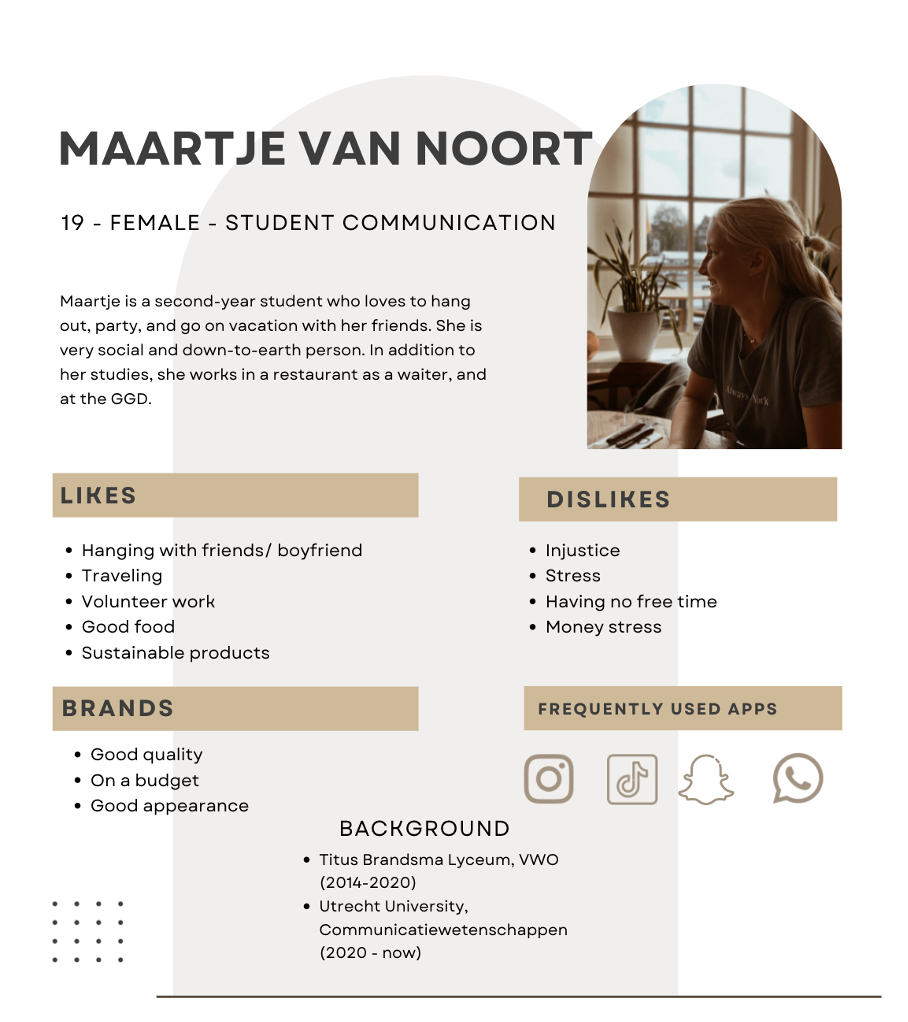 MAARTJE VAN NOORT
19 - FEMALE - STUDENT COMMUNICATION
Maartje is a second-year student who loves to hang
out, party, and go on vacation with her friends. She is
very social and down-to-earth person. In addition to
her studies, she works in a restaurant as a waiter, and
at the GGD.
LIKES
• Hanging with friends/ boyfriend
• Traveling
• Volunteer work
• Good food
• Sustainable products
DISLIKES
• Injustice
• Stress
• Having no free time
• Money stress
BRANDS
• Good quality
• On a budget
• Good appearance
FREQUENTLY USED APPS
BACKGROUND
• Titus Brandsma Lyceum, VWO
(2014-2020)
• Utrecht University,
Communicatiewetenschappen
(2020 - now)